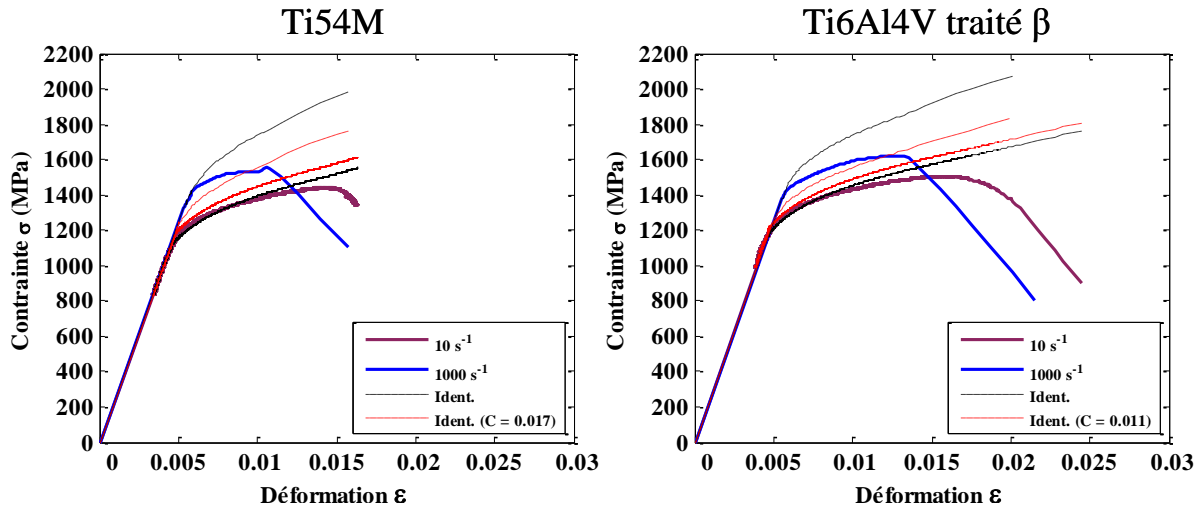 Ti54M
Contrainte σ (MPa)
2200
2000
1800
1600
1400
1200
1000
800
600
400
200
0
0 0.005 0.01 0.015 0.02 0.025 0.03
Déformation ε
10 s-1
1000 s-1
Ident.
Ident. (C = 0.017)
Ti6Al4V traité β
Contrainte σ (MPa)
2200
2000
1800
1600
1400
1200
1000
800
600
400
200
0
0 0.005 0.01 0.015 0.02 0.025 0.03
Déformation ε
10 s-1
1000 s-1
Ident.
Ident. (C = 0.011)